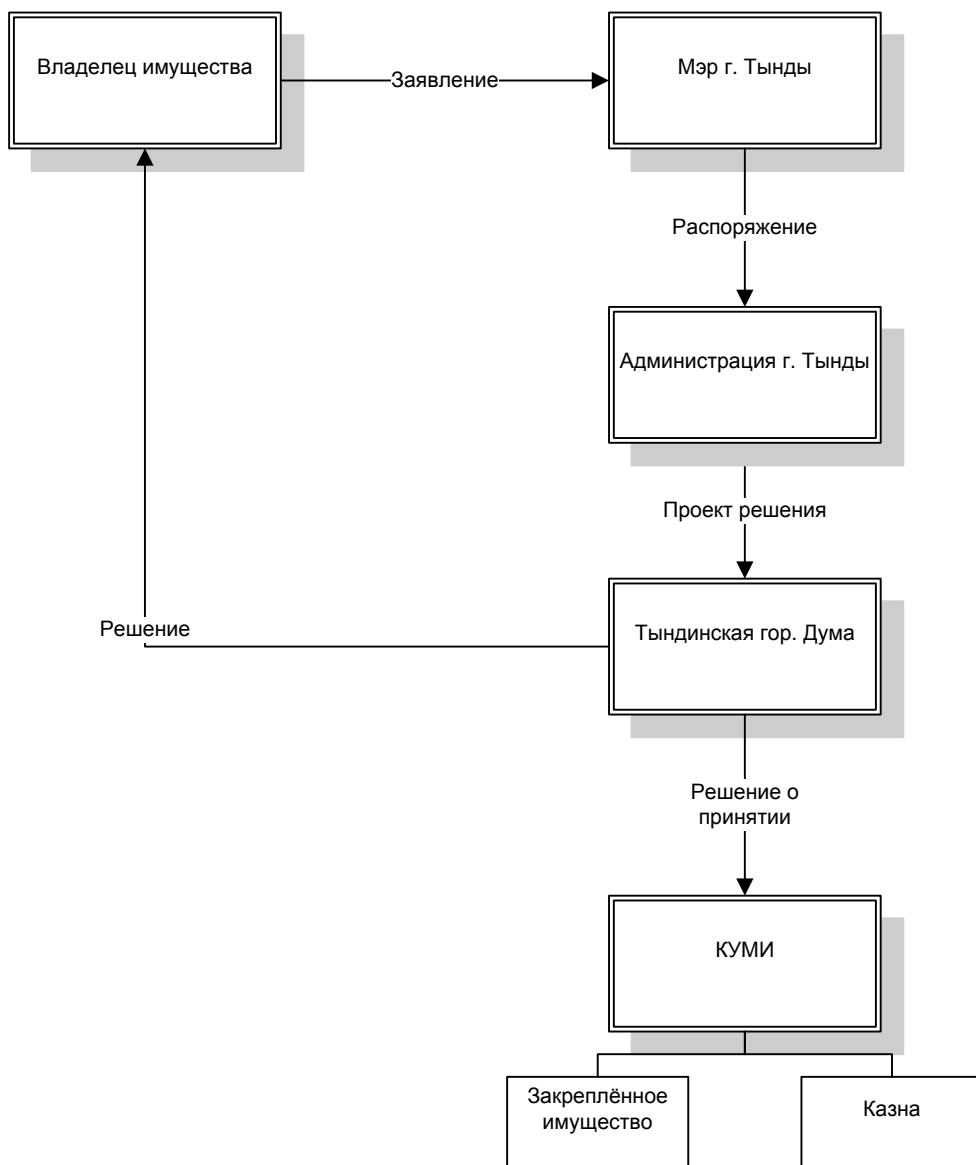 Владелец имущества
Заявление
Мэр г. Тынды
Распоряжение
Администрация г. Тынды
Проект решения
Тындинская гор. Дума
Решение
Решение о
принятии
КУМИ
Закреплённое
имущество
Казна